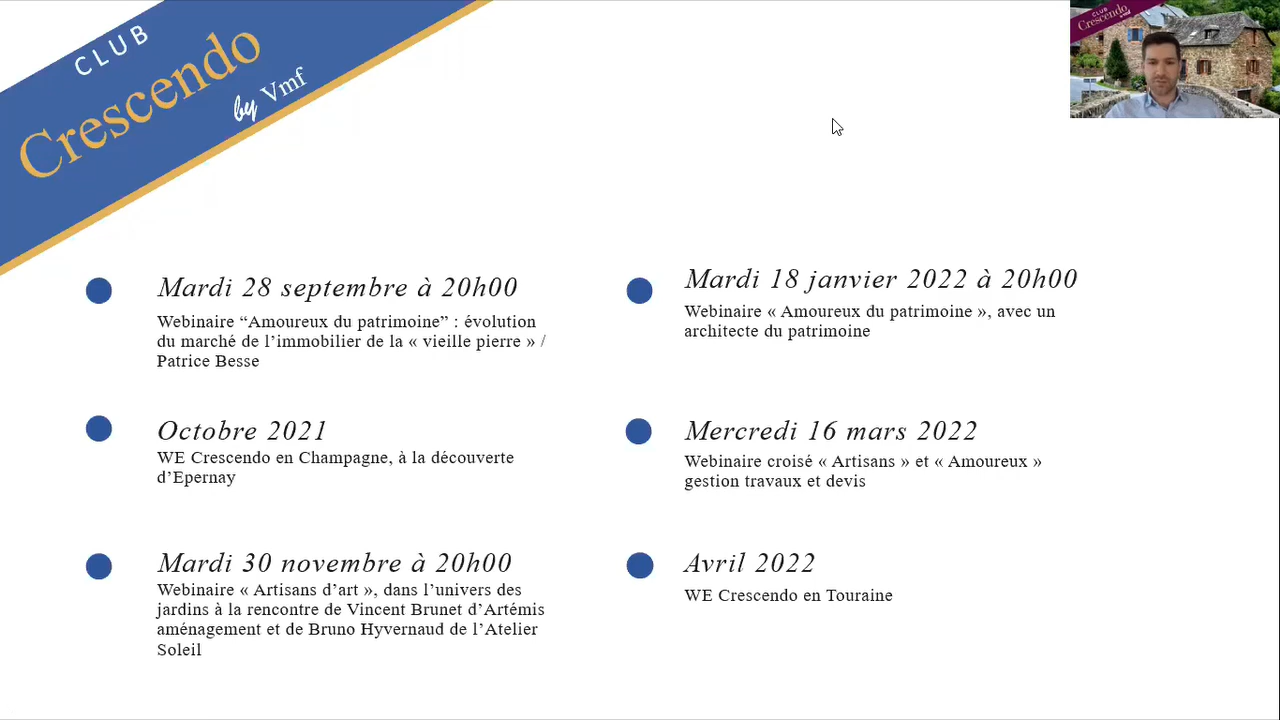 CLUB
Crescendo
by Vmf
CLUB
Crescendo
Mardi 28 septembre à 20h00
Webinaire “Amoureux du patrimoine” : évolution
du marché de l’immobilier de la « vieille pierre » /
Patrice Besse
Octobre 2021
WE Crescendo en Champagne, à la découverte
d’Epernay
Mardi 30 novembre à 20h00
Webinaire « Artisans d’art », dans l’univers des
jardins à la rencontre de Vincent Brunet d’Artémis
aménagement et de Bruno Hyvernaud de l’Atelier
Soleil
Mardi 18 janvier 2022 à 20h00
Webinaire « Amoureux du patrimoine », avec un
architecte du patrimoine
Mercredi 16 mars 2022
Webinaire croisé « Artisans » et « Amoureux »
gestion travaux et devis
Avril 2022
WE Crescendo en Touraine